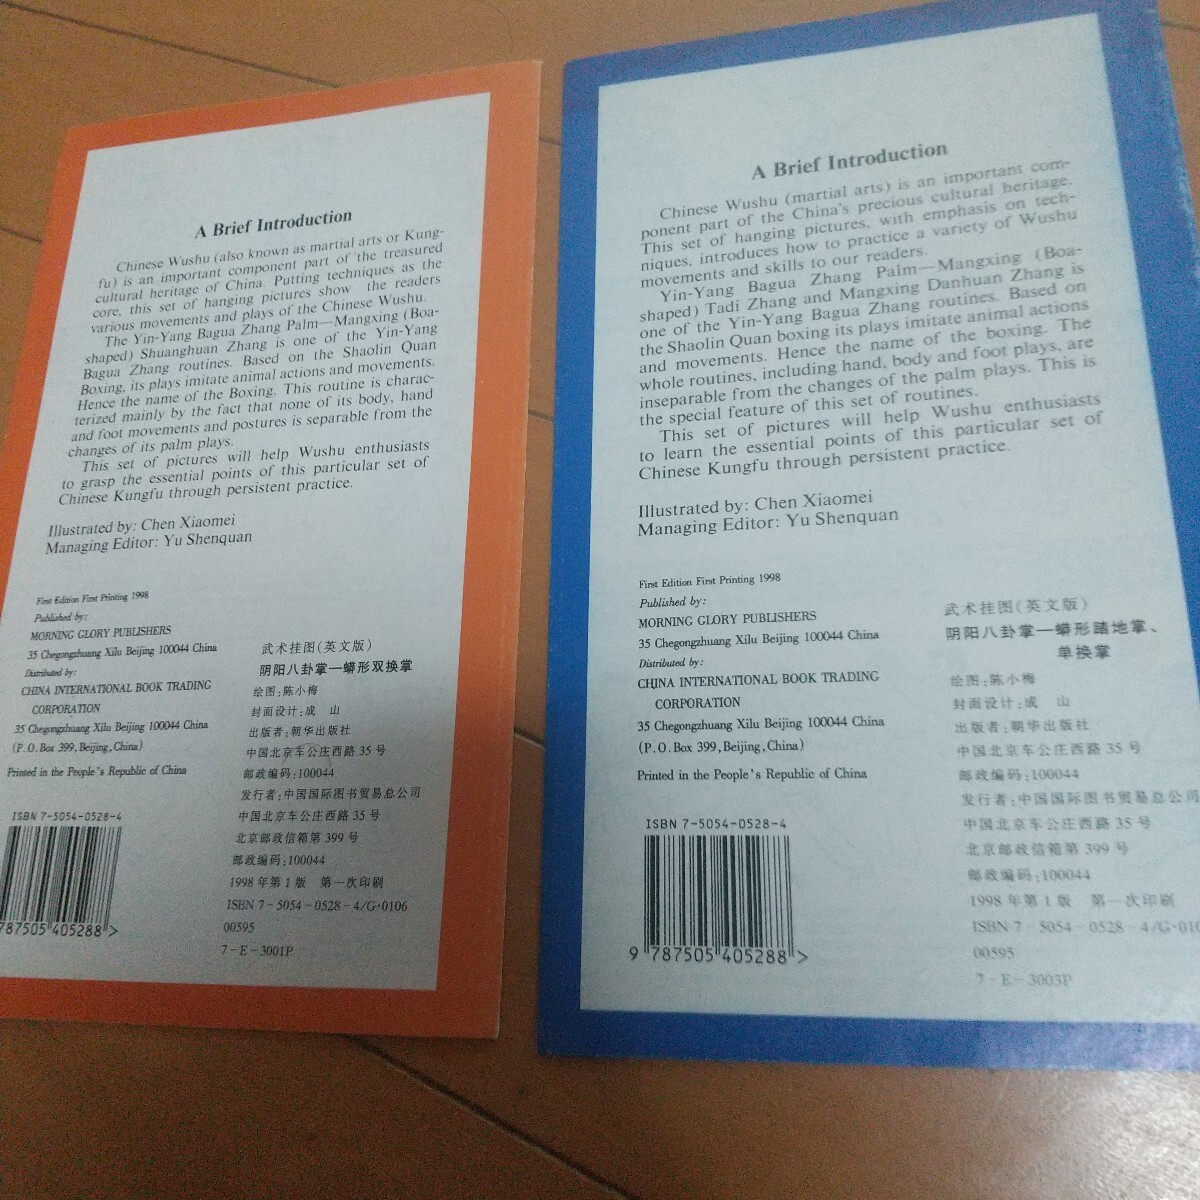 A Brief Introduction
Chinese Wushu (also known as martial arts or Kung-
fu) is an important component part of the treasured
cultural heritage of China. Putting techniques as the
core, this set of hanging pictures show the readers
various movements and plays of the Chinese Wushu.
The Yin-Yang Bagua Zhang Palm—Mangxing (Boa-
shaped) Shuanghuan Zhang is one of the Yin-Yang
Bagua Zhang routines. Based on the Shaolin Quan
Boxing, its plays imitate animal actions and movements.
Hence the name of the Boxing. This routine is charac-
terized mainly by the fact that none of its body, hand
and foot movements and postures is separable from the
changes of its palm plays.
This set of pictures will help Wushu enthusiasts
to grasp the essential points of this particular set of
Chinese Kungfu through persistent practice.
Illustrated by: Chen Xiaomei
Managing Editor: Yu Shenquan
First Edition First Printing 1998
Published by:
MORNING GLORY PUBLISHERS
35 Chegongzhuang Xilu Beijing 100044 China
Distributed by:
CHINA INTERNATIONAL BOOK TRADING
CORPORATION
35 Chegongzhuang Xilu Beijing 100044 China
(P.O.Box 399,Beijing,China)
Printed in the People's Republic of China
ISBN 7-5054-0528-4
787505 405288 >
武术挂图(英文版)
阴阳八卦掌—蟒形双换掌
绘图:陈小梅
封面设计:成 山
出版者:朝华出版社
中国北京车公庄西路 35 号
邮政编码:100044
发行者:中国国际图书贸易总公司
中国北京车公庄西路 35 号
北京邮政信箱第 399 号
邮政编码:100044
1998 年第 1 版 第一次印刷
ISBN 7-5054-0528-4/G·0106
00595
7-E-3001P
A Brief Introduction
Chinese Wushu (martial arts) is an important com-
ponent part of the China's precious cultural heritage.
This set of hanging pictures, with emphasis on tech-
niques, introduces how to practice a variety of Wushu
movements and skills to our readers.
Yin-Yang Bagua Zhang Palm—Mangxing (Boa-
shaped) Tadi Zhang and Mangxing Danhuan Zhang is
one of the Yin-Yang Bagua Zhang routines. Based on
the Shaolin Quan boxing its plays imitate animal actions
and movements. Hence the name of the boxing. The
whole routines, including hand, body and foot plays, are
inseparable from the changes of the palm plays. This is
the special feature of this set of routines.
This set of pictures will help Wushu enthusiasts
to learn the essential points of this particular set of
Chinese Kungfu through persistent practice.
Illustrated by: Chen Xiaomei
Managing Editor: Yu Shenquan
First Edition First Printing 1998
Published by:
MORNING GLORY PUBLISHERS
35 Chegongzhuang Xilu Beijing 100044 China
Distributed by:
CHINA INTERNATIONAL BOOK TRADING
CORPORATION
35 Chegongzhuang Xilu Beijing 100044 China
(P.O.Box 399,Beijing,China)
Printed in the People's Republic of China
ISBN 7-5054-0528-4
9 787505 405288 >
武术挂图(英文版)
阴阳八卦掌—蟒形踏地掌、
单换掌
绘图:陈小梅
封面设计:成 山
出版者:朝华出版社
中国北京车公庄西路 35 号
邮政编码:100044
发行者:中国国际图书贸易总公司
中国北京车公庄西路 35 号
北京邮政信箱第 399 号
邮政编码:100044
1998 年第 1 版 第一次印刷
ISBN 7-5054-0528-4/G·010
00595
7-E-3003P